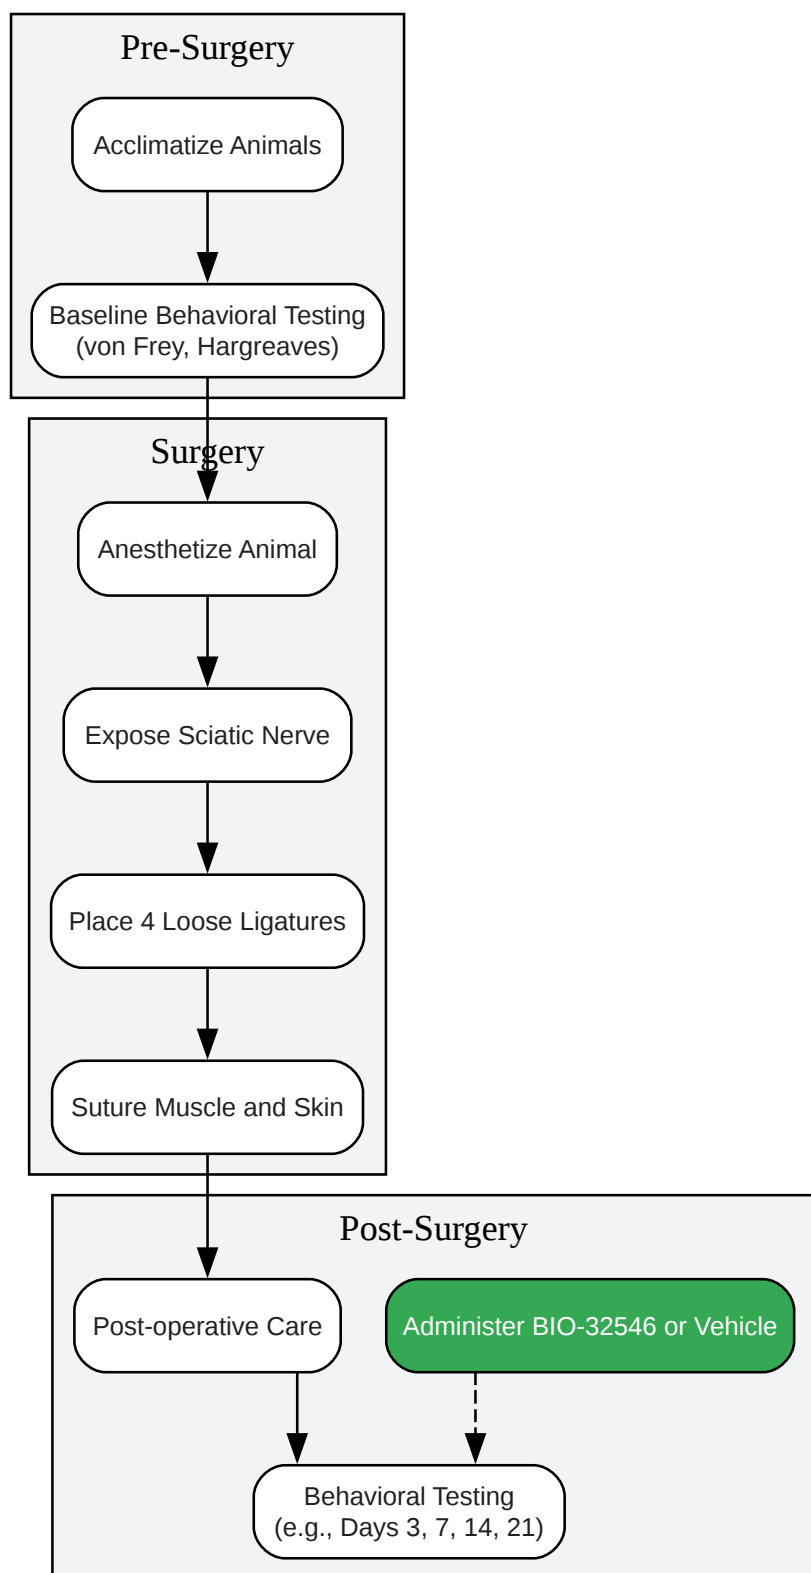 Pre-Surgery
Acclimatize Animals
Baseline Behavioral Testing
(von Frey, Hargreaves)
Surgery
Anesthetize Animal
Expose Sciatic Nerve
Place 4 Loose Ligatures
Suture Muscle and Skin
Post-Surgery
Post-operative Care
Administer BIO-32546 or Vehicle
Behavioral Testing
(e.g., Days 3, 7, 14, 21)